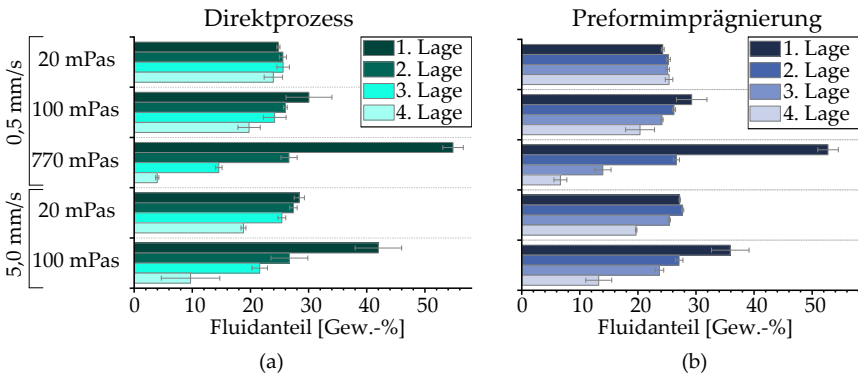 Direktprozess
1. Lage
2. Lage
3. Lage
4. Lage
0,5 mm/s
20 mPas
100 mPas
770 mPas
5,0 mm/s
20 mPas
100 mPas
0 10 20 30 40 50
Fluidanteil [Gew.-%]
(a)
Preformimprägnierung
1. Lage
2. Lage
3. Lage
4. Lage
0 10 20 30 40 50
Fluidanteil [Gew.-%]
(b)